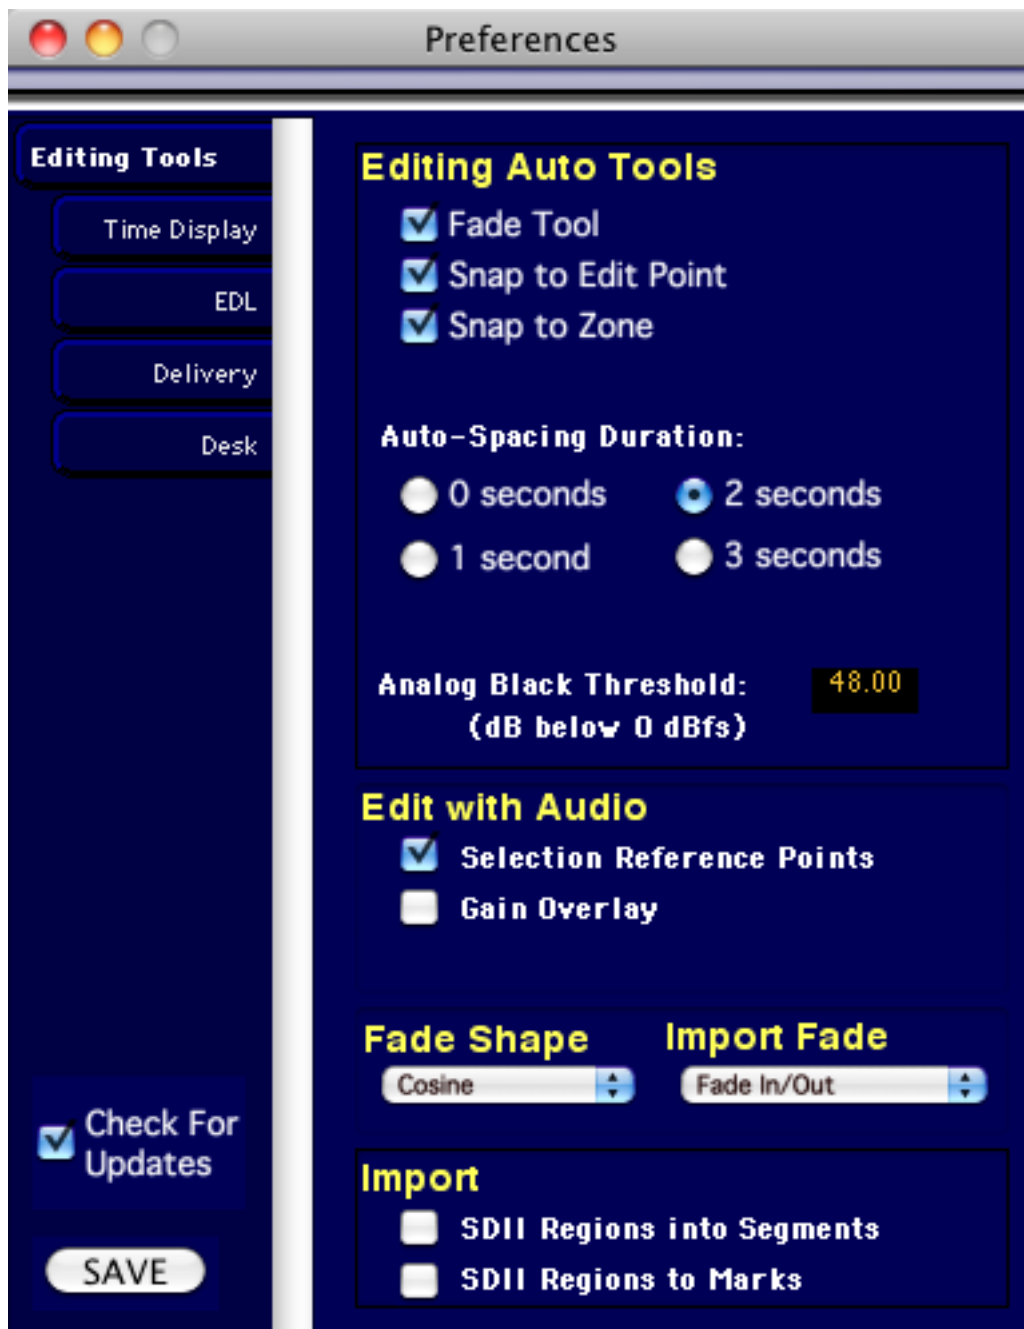 Preferences
Editing Tools
Time Display
EDL
Delivery
Desk
Check For
Updates
SAVE
Editing Auto Tools
Fade Tool
Snap to Edit Point
Snap to Zone
Auto-Spacing Duration:
0 seconds
2 seconds
1 second
3 seconds
Analog Black Threshold:
48.00
(dB below 0 dBfs)
Edit with Audio
Selection Reference Points
Gain Overlay
Fade Shape
Import Fade
Cosine
Fade In/Out
Import
SDII Regions into Segments
SDII Regions to Marks